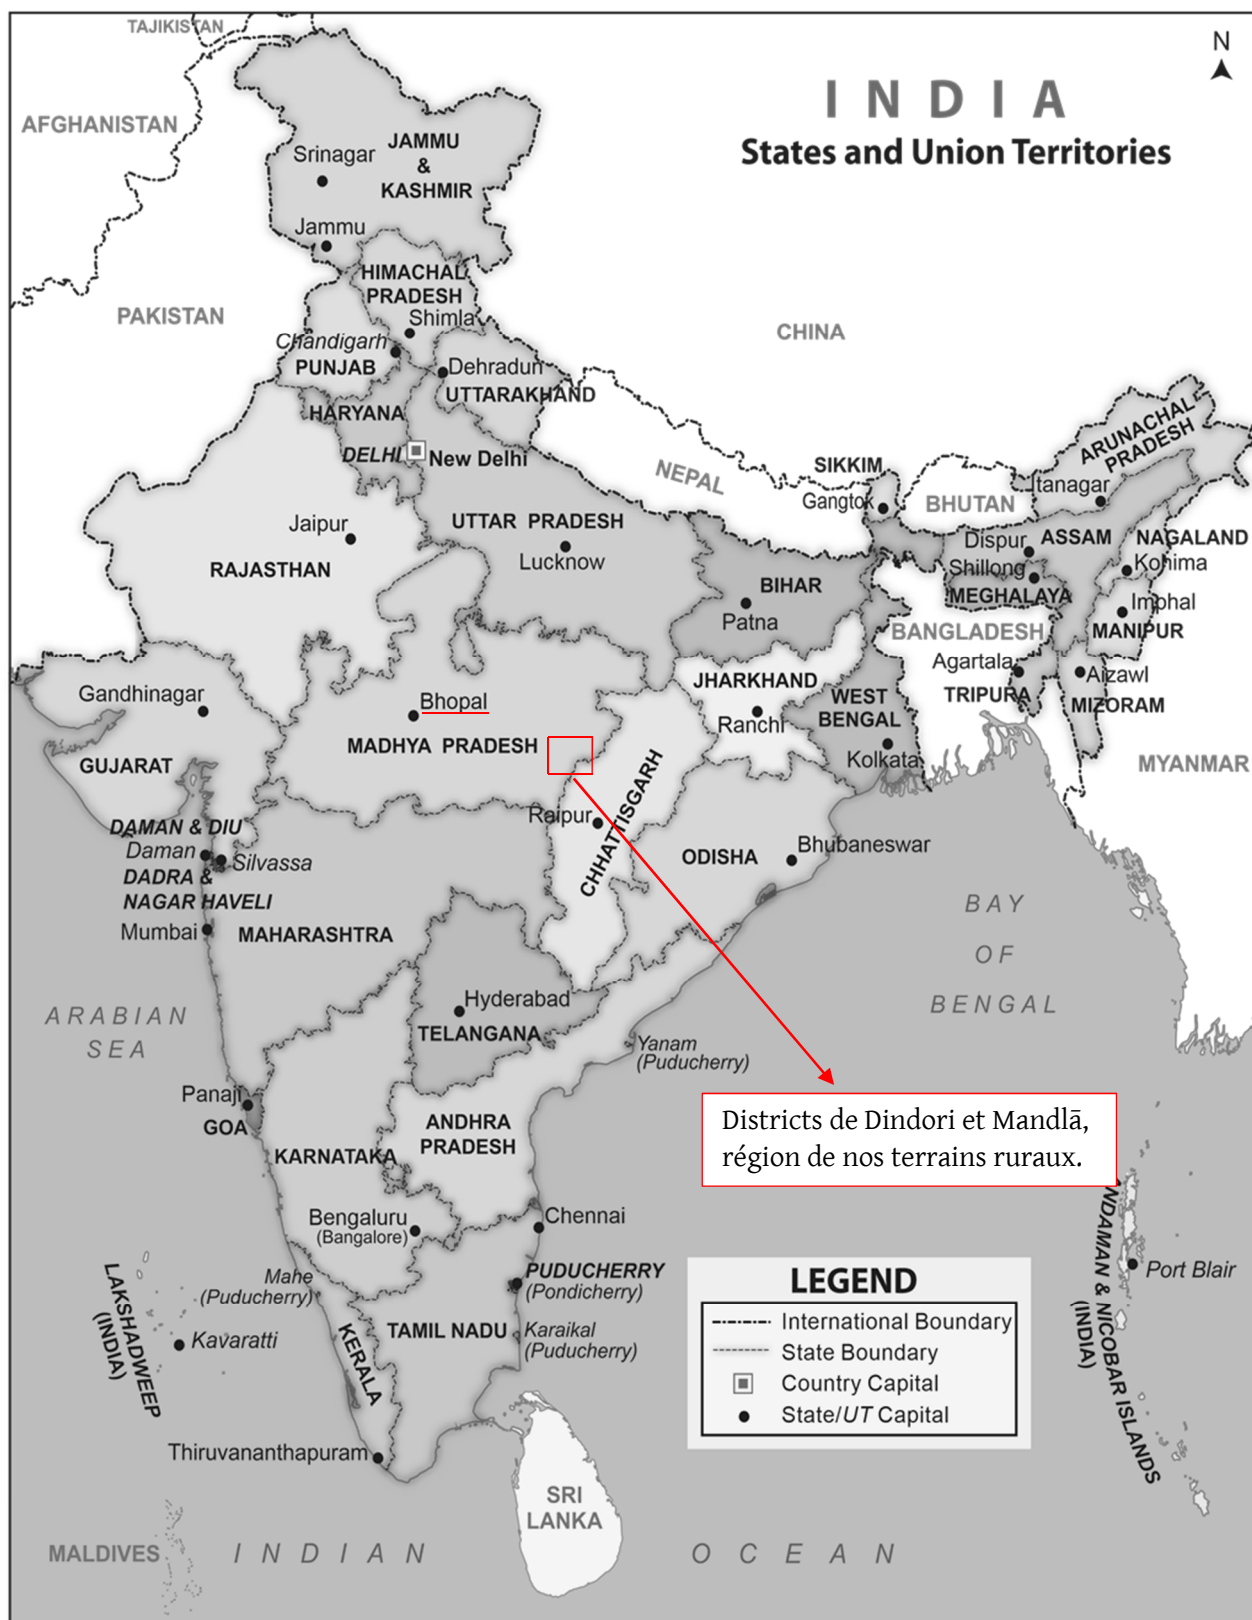 TAJIKISTAN
N
INDIA
States and Union Territories
AFGHANISTAN
JAMMU
&
KASHMIR
Srinagar
Jammu
HIMACHAL
PRADESH
Shimla
PAKISTAN
CHINA
Chandigarh
PUNJAB
Dehradun
UTTARAKHAND
HARYANA
DELHI
New Delhi
NEPAL
SIKKIM
Gangtok
BHUTAN
ARUNACHAL
PRADESH
Itanagar
Jaipur
RAJASTHAN
UTTAR PRADESH
Lucknow
BIHAR
Patna
Dispur
ASSAM
NAGALAND
Shillong
Kohima
MEGHALAYA
Imphal
MANIPUR
BANGLADESH
Agartala
TRIPURA
Aizawl
MIZORAM
Gandhinagar
GUJARAT
Bhopal
MADHYA PRADESH
JHARKHAND
Ranchi
WEST
BENGAL
Kolkata
MYANMAR
DAMAN & DIU
Daman
Silvassa
DADRA &
NAGAR HAVELI
Mumbai
MAHARASHTRA
Raipur
CHHATTISGARH
ODISHA
Bhubaneswar
BAY
OF
BENGAL
ARABIAN
SEA
Hyderabad
TELANGANA
Yanam
(Puducherry)
Panaji
GOA
KARNATAKA
ANDHRA
PRADESH
Districts de Dindori et Mandlā,
région de nos terrains ruraux.
Bengaluru
(Bangalore)
Chennai
Mahe
(Puducherry)
PUDUCHERRY
(Pondicherry)
LAKSHADWEEP
(INDIA)
Kavaratti
KERALA
TAMIL NADU
Karaikal
(Puducherry)
Thiruvananthapuram
NDAMAN & NICOBAR ISLANDS
(INDIA)
Port Blair
LEGEND
International Boundary
State Boundary
Country Capital
State/UT Capital
SRI
LANKA
MALDIVES
INDIAN
OCEAN